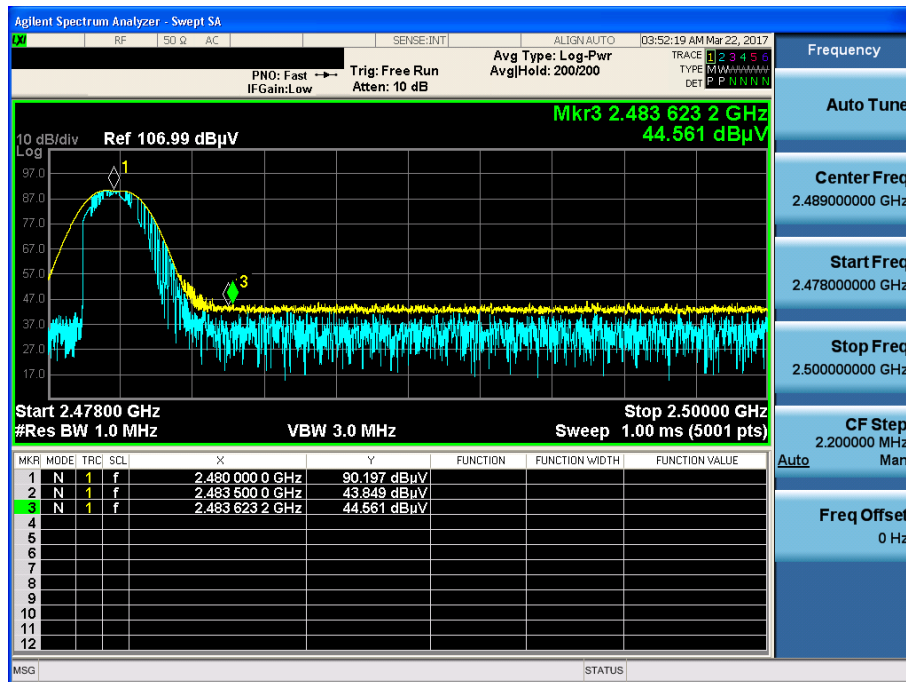 Agilent Spectrum Analyzer - Swept SA
LXI RF 50 Ω AC SENSE:INT ALIGN AUTO 03:52:19 AM Mar 22, 2017
Frequency
Avg Type: Log-Pwr TRACE 1 2 3 4 5 6
PNO: Fast Trig: Free Run Avg|Hold: 200/200 TYPE M W W W W W
IFGain:Low Atten: 10 dB DET P P N N N N
Auto Tune
Mkr3 2.483 623 2 GHz
10 dB/div Ref 106.99 dBµV 44.561 dBµV
Log
97.0
87.0
77.0
67.0
57.0
47.0
37.0
27.0
17.0
1
3
Center Freq
2.489000000 GHz
Start Freq
2.478000000 GHz
Stop Freq
2.500000000 GHz
Start 2.47800 GHz Stop 2.50000 GHz
#Res BW 1.0 MHz VBW 3.0 MHz Sweep 1.00 ms (5001 pts)
CF Step
2.200000 MHz
Auto Man
MKR MODE TRC SCL X Y FUNCTION FUNCTION WIDTH FUNCTION VALUE
1 N 1 f 2.480 000 0 GHz 90.197 dBµV
2 N 1 f 2.483 500 0 GHz 43.849 dBµV
3 N 1 f 2.483 623 2 GHz 44.561 dBµV
4
5
6
7
8
9
10
11
12
Freq Offset
0 Hz
MSG STATUS